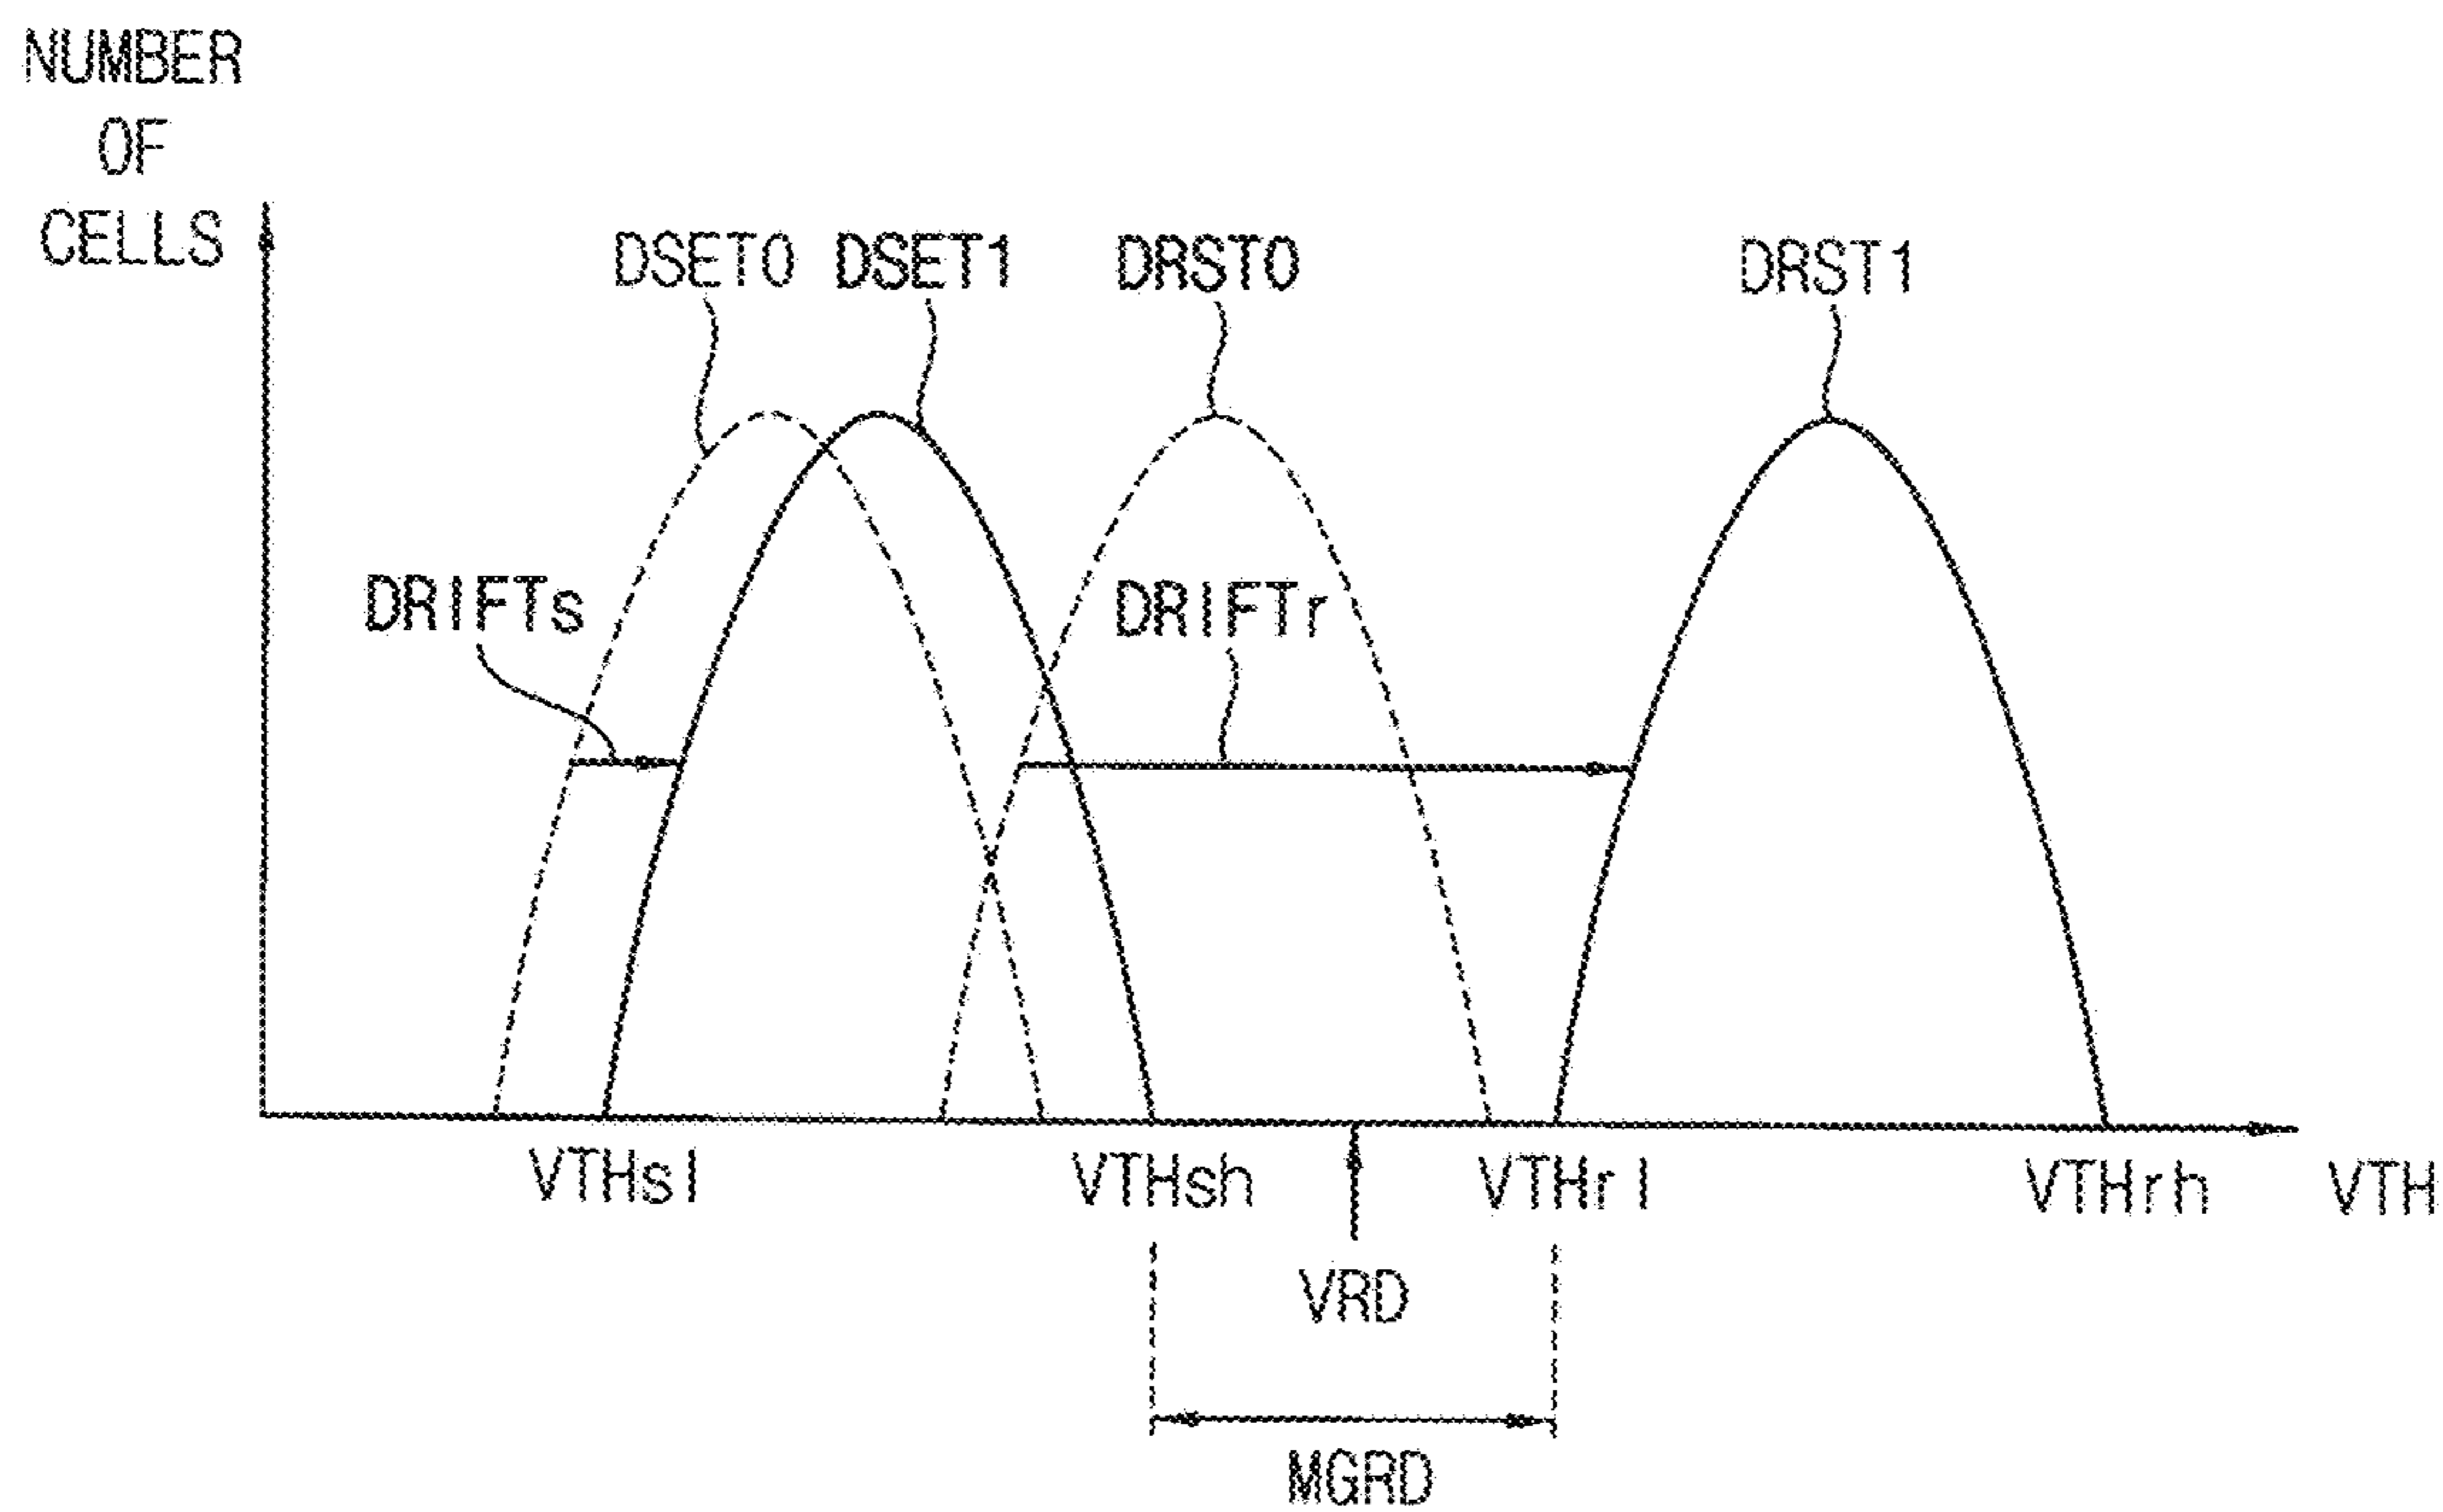 NUMBER
OF
CELLS
DSET0 DSET1 DRST0 DRST1
DRIFTs DRIFTr
VTHsl VTHsh VTHrl VTHrh VTH
VRD
MGRD